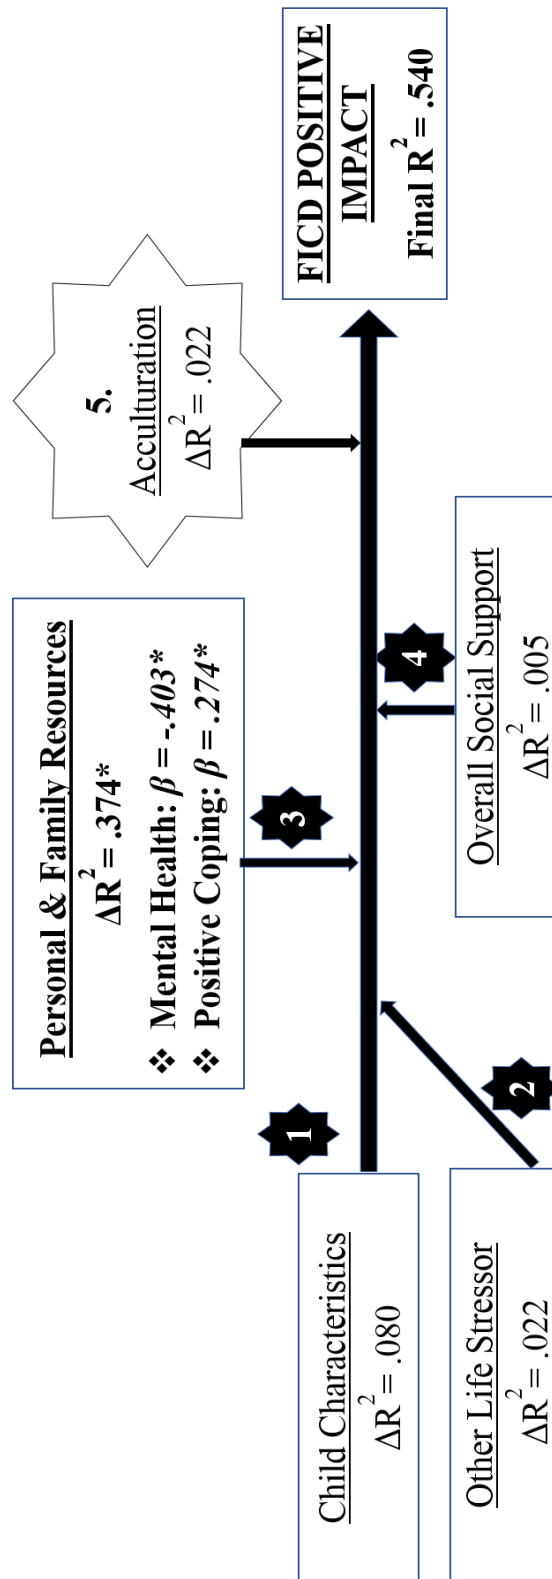 1
Child Characteristics
ΔR² = .080
2
Other Life Stressor
ΔR² = .022
3
Personal & Family Resources
ΔR² = .374*
❖ Mental Health: β = -.403*
❖ Positive Coping: β = .274*
4
Overall Social Support
ΔR² = .005
5.
Acculturation
ΔR² = .022
FICD POSITIVE
IMPACT
Final R² = .540